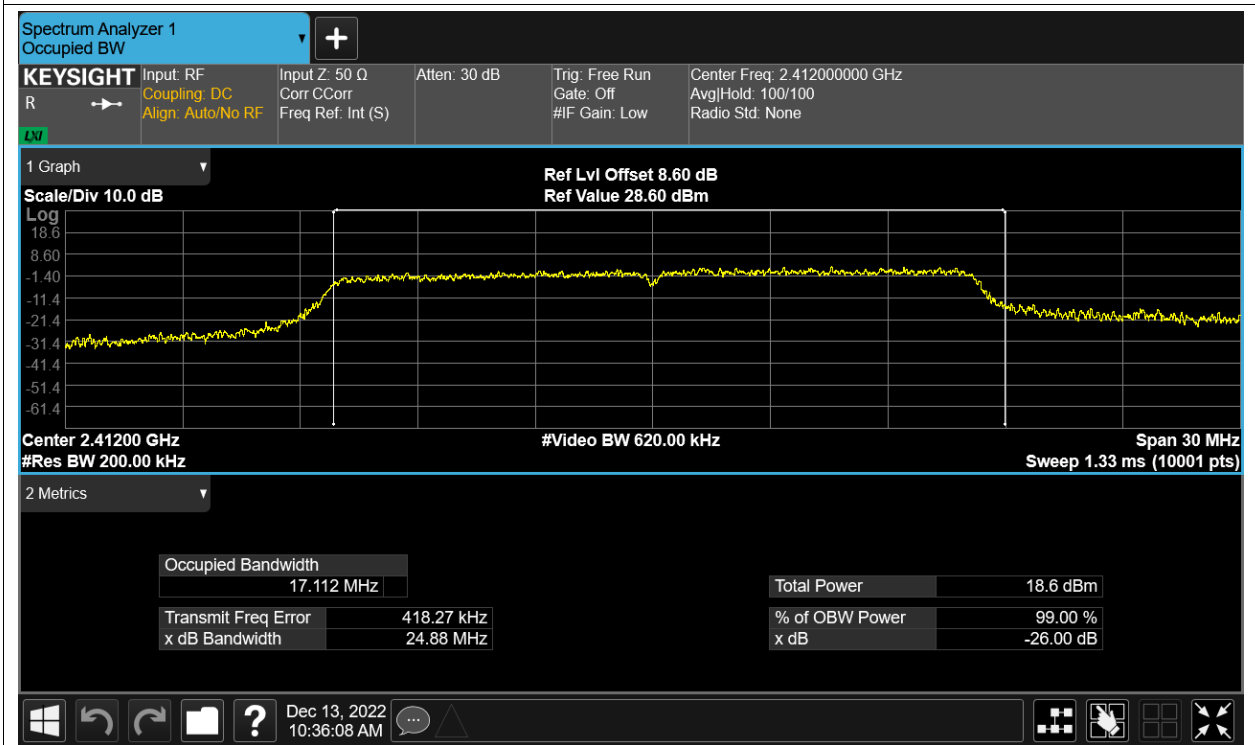 Spectrum Analyzer 1
Occupied BW
KEYSIGHT
R
LXI
Input: RF
Coupling: DC
Align: Auto/No RF
Input Z: 50 Ω
Corr CCorr
Freq Ref: Int (S)
Atten: 30 dB
Trig: Free Run
Gate: Off
#IF Gain: Low
Center Freq: 2.412000000 GHz
Avg|Hold: 100/100
Radio Std: None
1 Graph
Scale/Div 10.0 dB
Ref Lvl Offset 8.60 dB
Ref Value 28.60 dBm
Log
18.6
8.60
-1.40
-11.4
-21.4
-31.4
-41.4
-51.4
-61.4
Center 2.41200 GHz
#Res BW 200.00 kHz
#Video BW 620.00 kHz
Span 30 MHz
Sweep 1.33 ms (10001 pts)
2 Metrics
Occupied Bandwidth
17.112 MHz
Transmit Freq Error 418.27 kHz
x dB Bandwidth 24.88 MHz
Total Power 18.6 dBm
% of OBW Power 99.00 %
x dB -26.00 dB
Dec 13, 2022
10:36:08 AM